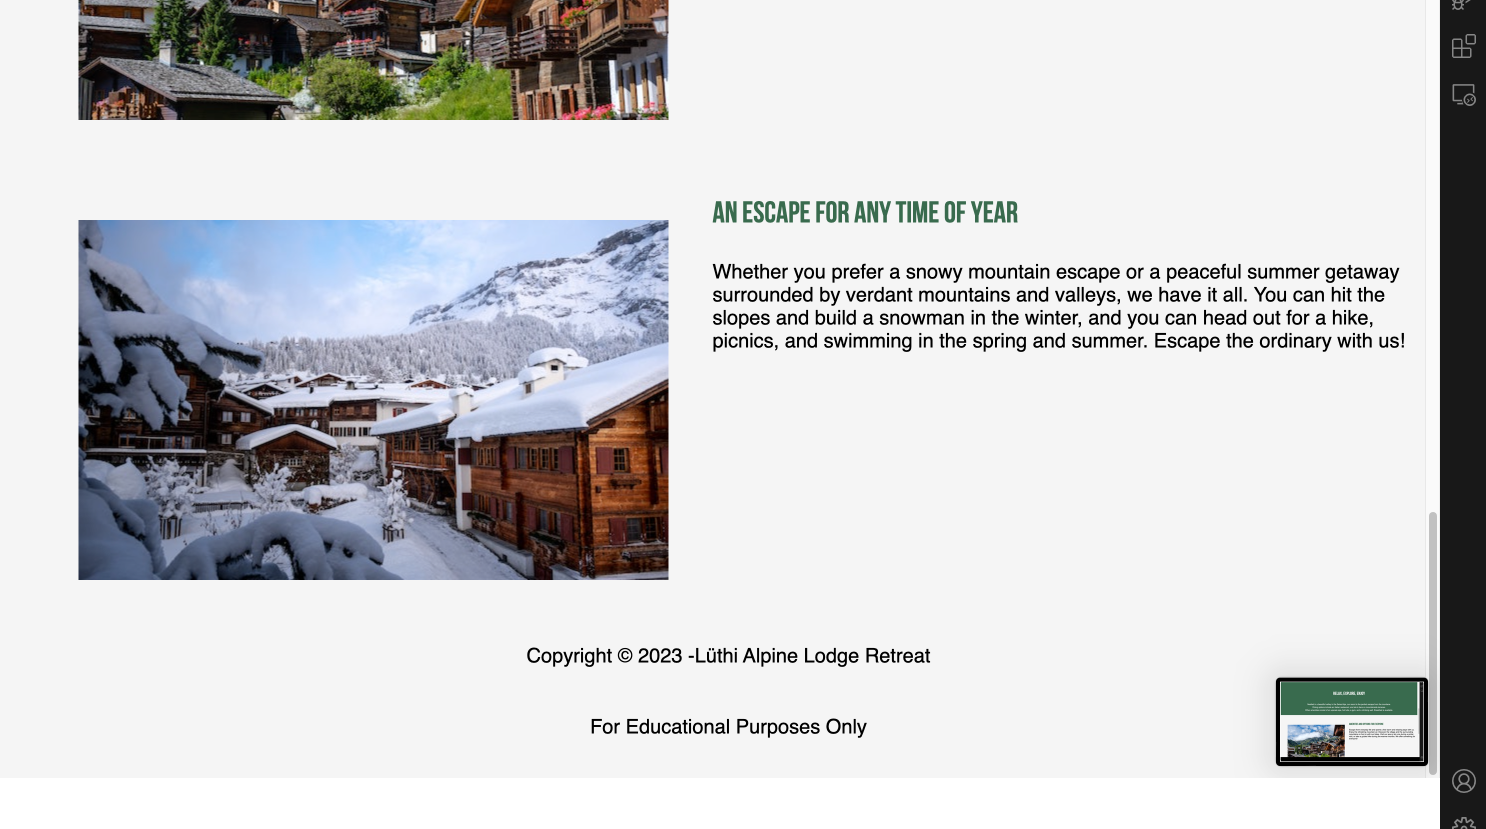 AN ESCAPE FOR ANY TIME OF YEAR
Whether you prefer a snowy mountain escape or a peaceful summer getaway
surrounded by verdant mountains and valleys, we have it all. You can hit the
slopes and build a snowman in the winter, and you can head out for a hike,
picnics, and swimming in the spring and summer. Escape the ordinary with us!
Copyright © 2023 -Lüthi Alpine Lodge Retreat
For Educational Purposes Only